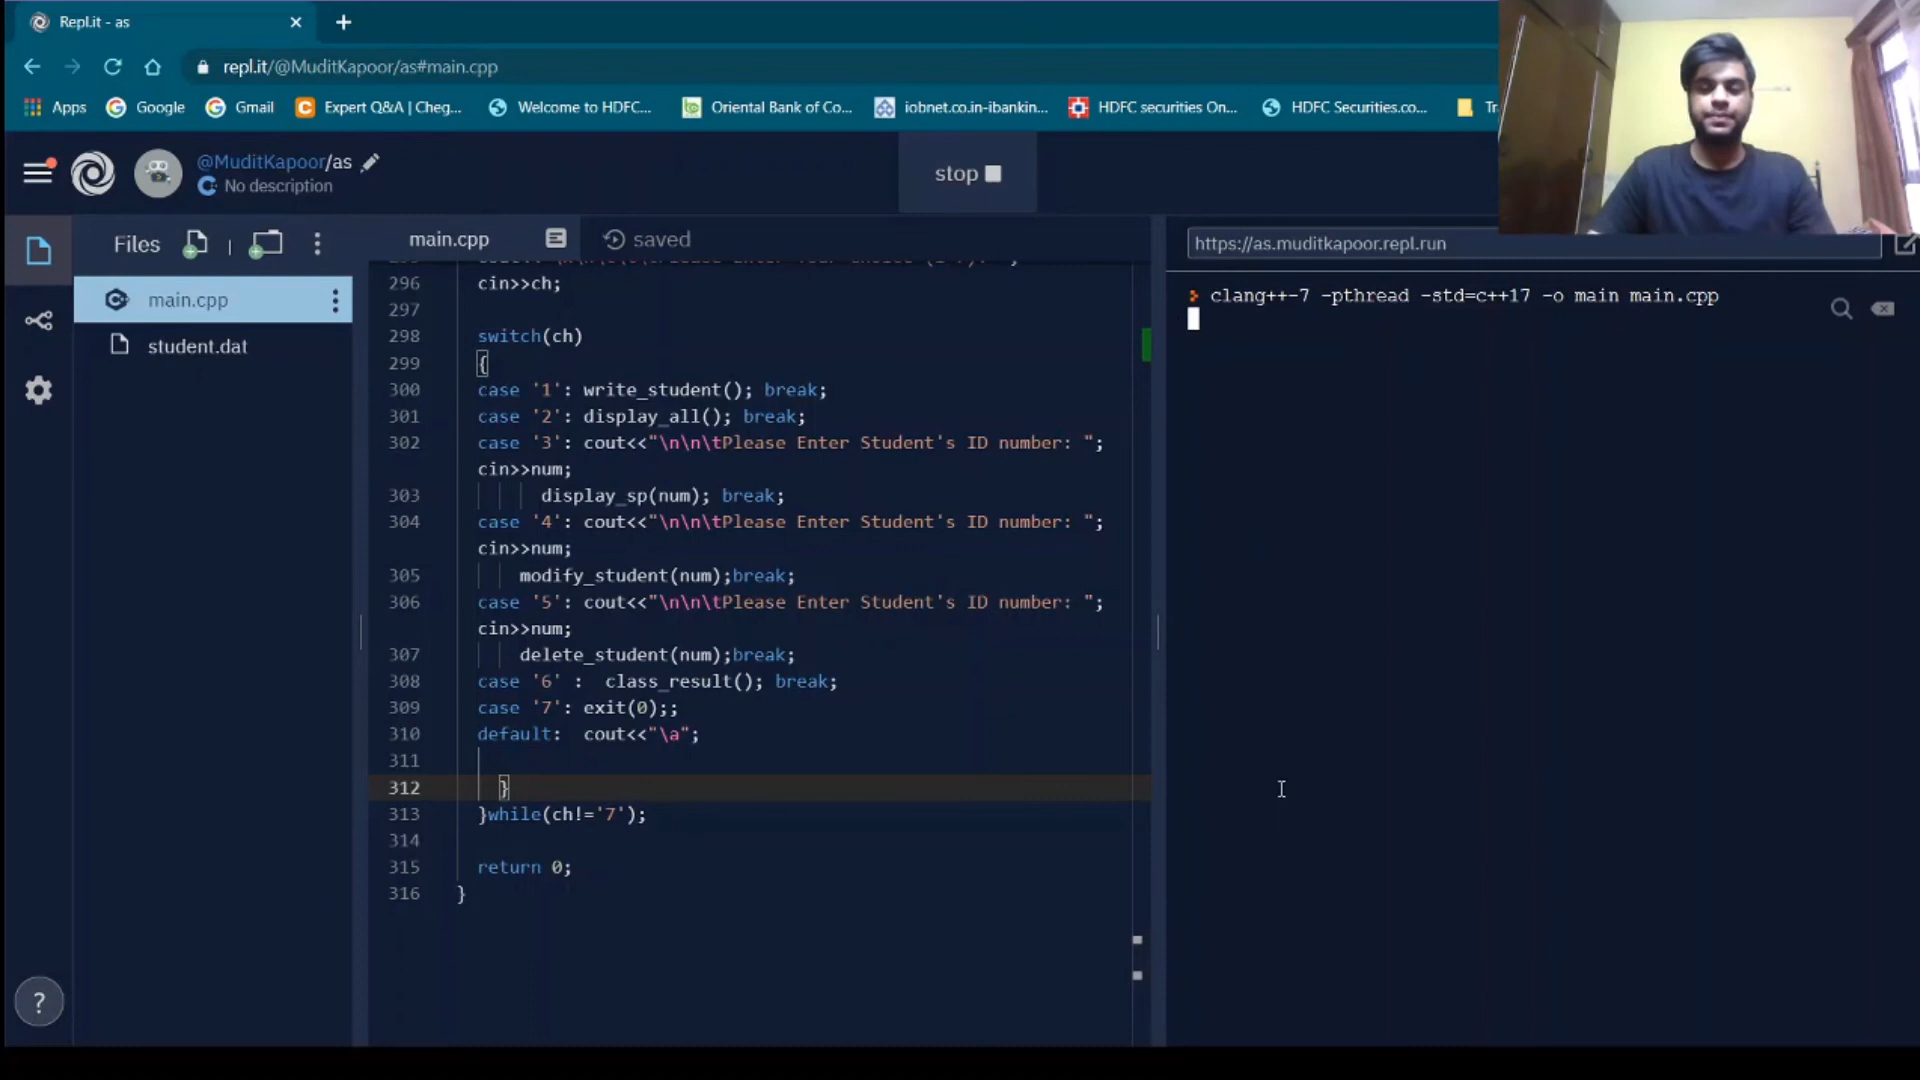 Repl.it - as
repl.it/@MuditKapoor/as#main.cpp
Apps Google Gmail Expert Q&A | Cheg... Welcome to HDFC... Oriental Bank of Co... iobnet.co.in-ibankin... HDFC securities On... HDFC Securities.co...
@MuditKapoor/as
No description
stop
Files
main.cpp
student.dat
main.cpp saved
296 cin>>ch;
297
298 switch(ch)
299 {
300 case '1': write_student(); break;
301 case '2': display_all(); break;
302 case '3': cout<<"\n\n\tPlease Enter Student's ID number: ";
cin>>num;
303 display_sp(num); break;
304 case '4': cout<<"\n\n\tPlease Enter Student's ID number: ";
cin>>num;
305 modify_student(num);break;
306 case '5': cout<<"\n\n\tPlease Enter Student's ID number: ";
cin>>num;
307 delete_student(num);break;
308 case '6' : class_result(); break;
309 case '7': exit(0);;
310 default: cout<<"\a";
311
312 }
313 }while(ch!='7');
314
315 return 0;
316 }
https://as.muditkapoor.repl.run
clang++-7 -pthread -std=c++17 -o main main.cpp
?